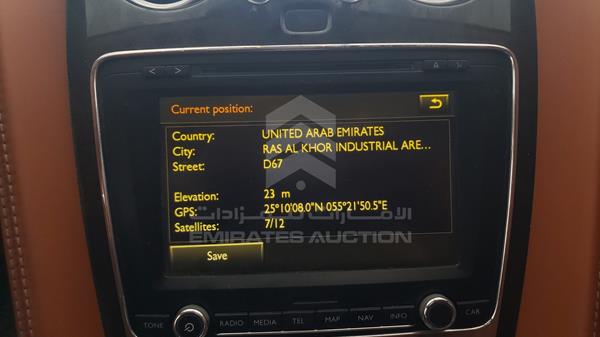 Current position:
Country: UNITED ARAB EMIRATES
City: RAS AL KHOR INDUSTRIAL ARE...
Street: D67
Elevation: 23 m
GPS: 25°10'08.0"N 055°21'50.5"E
الإمارات للمزادات
Satellites: 7/12
EMIRATES AUCTION
Save
TONE RADIO MEDIA TEL MAP NAV INFO CAR